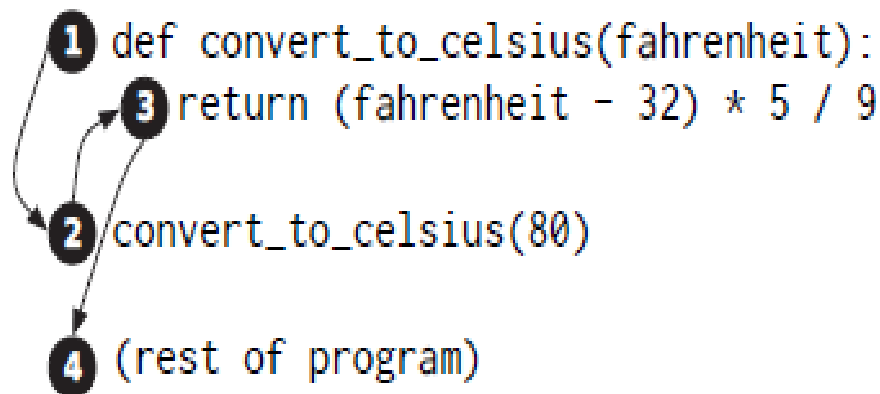 1 def convert_to_celsius(fahrenheit):
3 return (fahrenheit - 32) * 5 / 9
2 convert_to_celsius(80)
4 (rest of program)